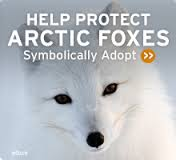 HELP PROTECT
ARCTIC FOXES
Symbolically Adopt >>